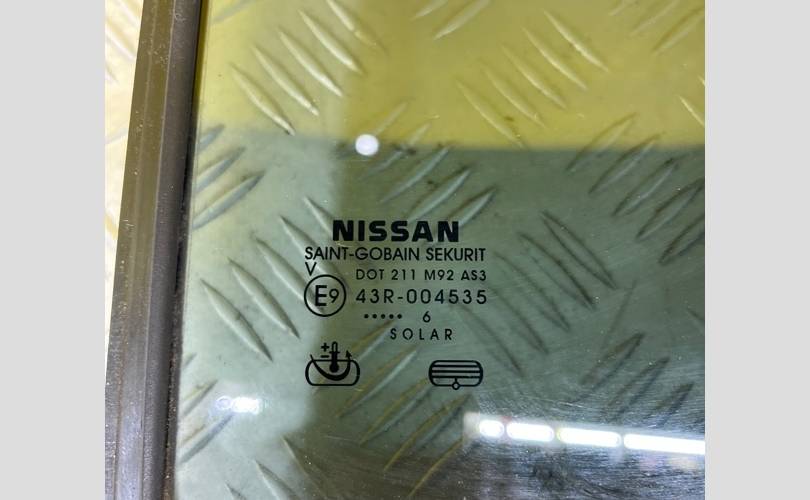 NISSAN
SAINT-GOBAIN SEKURIT
V
DOT 211 M92 AS3
E9 43R-004535
••••• 6
SOLAR